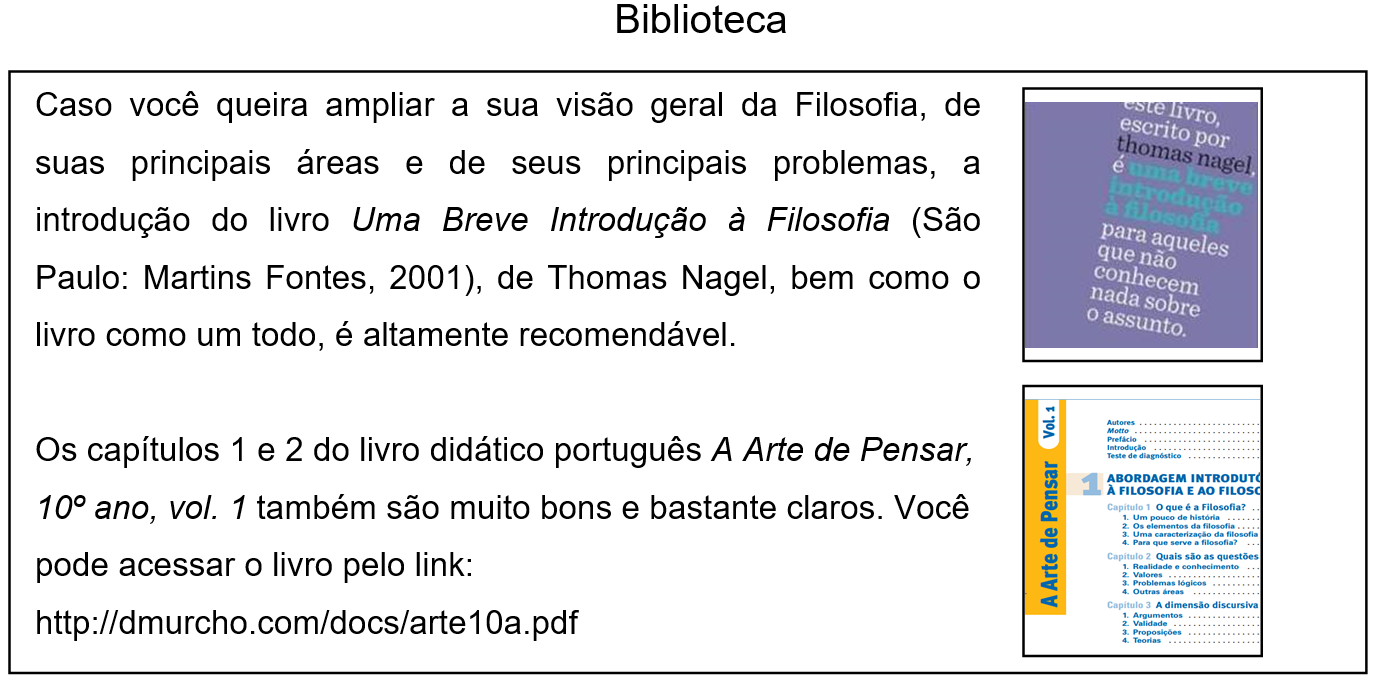 Biblioteca
Caso você queira ampliar a sua visão geral da Filosofia, de
suas principais áreas e de seus principais problemas, a
introdução do livro Uma Breve Introdução à Filosofia (São
Paulo: Martins Fontes, 2001), de Thomas Nagel, bem como o
livro como um todo, é altamente recomendável.
Os capítulos 1 e 2 do livro didático português A Arte de Pensar,
10º ano, vol. 1 também são muito bons e bastante claros. Você
pode acessar o livro pelo link:
http://dmurcho.com/docs/arte10a.pdf
este livro,
escrito por
thomas nagel,
é uma breve
introdução
à filosofia
para aqueles
que não
conhecem
nada sobre
o assunto.
A Arte de Pensar Vol. 1
Autores
Motto
Prefácio
Introdução
Teste de diagnóstico
1 ABORDAGEM INTRODUTÓ
À FILOSOFIA E AO FILOSO
Capítulo 1 O que é a Filosofia?
1. Um pouco de história
2. Os elementos da filosofia
3. Uma caracterização da filosofia
4. Para que serve a filosofia?
Capítulo 2 Quais são as questões
1. Realidade e conhecimento
2. Valores
3. Problemas lógicos
4. Outras áreas
Capítulo 3 A dimensão discursiva
1. Argumentos
2. Validade
3. Proposições
4. Teorias